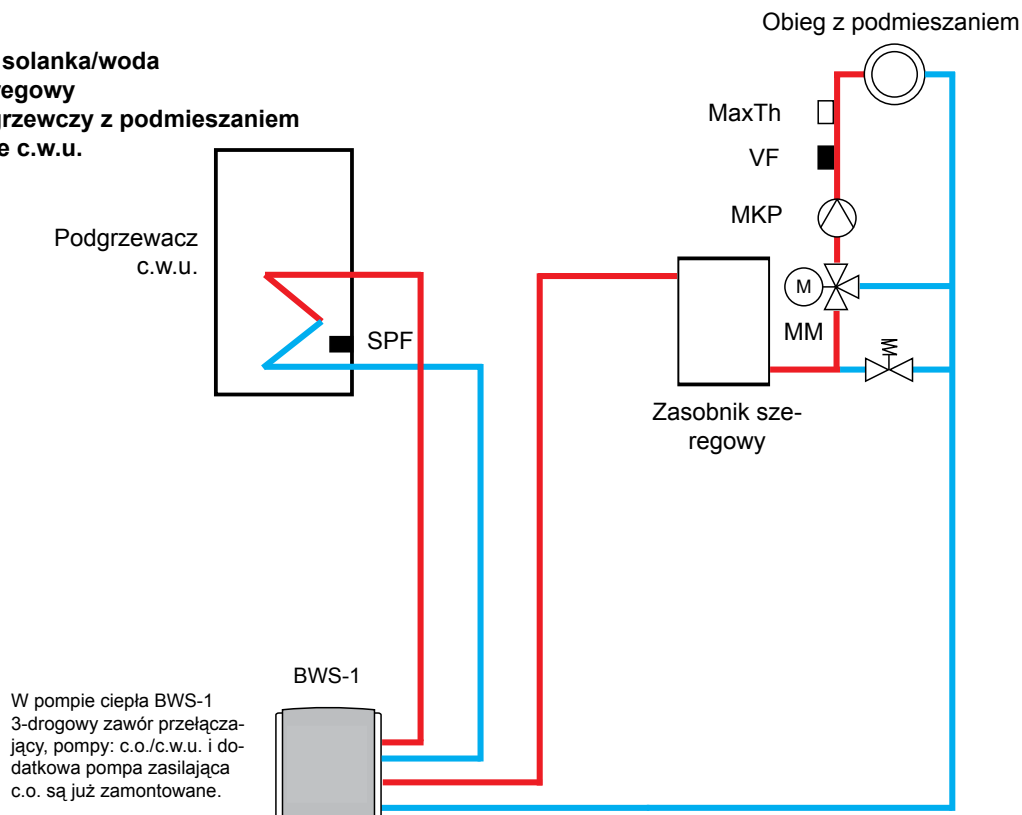 Obieg z podmieszaniem
solanka/woda
grzewczy z podmieszaniem
c.w.u.
MaxTh
VF
MKP
Podgrzewacz
c.w.u.
SPF
M
MM
Zasobnik sze-
regowy
BWS-1
W pompie ciepła BWS-1
3-drogowy zawór przełącza-
jący, pompy: c.o./c.w.u. i do-
datkowa pompa zasilająca
c.o. są już zamontowane.